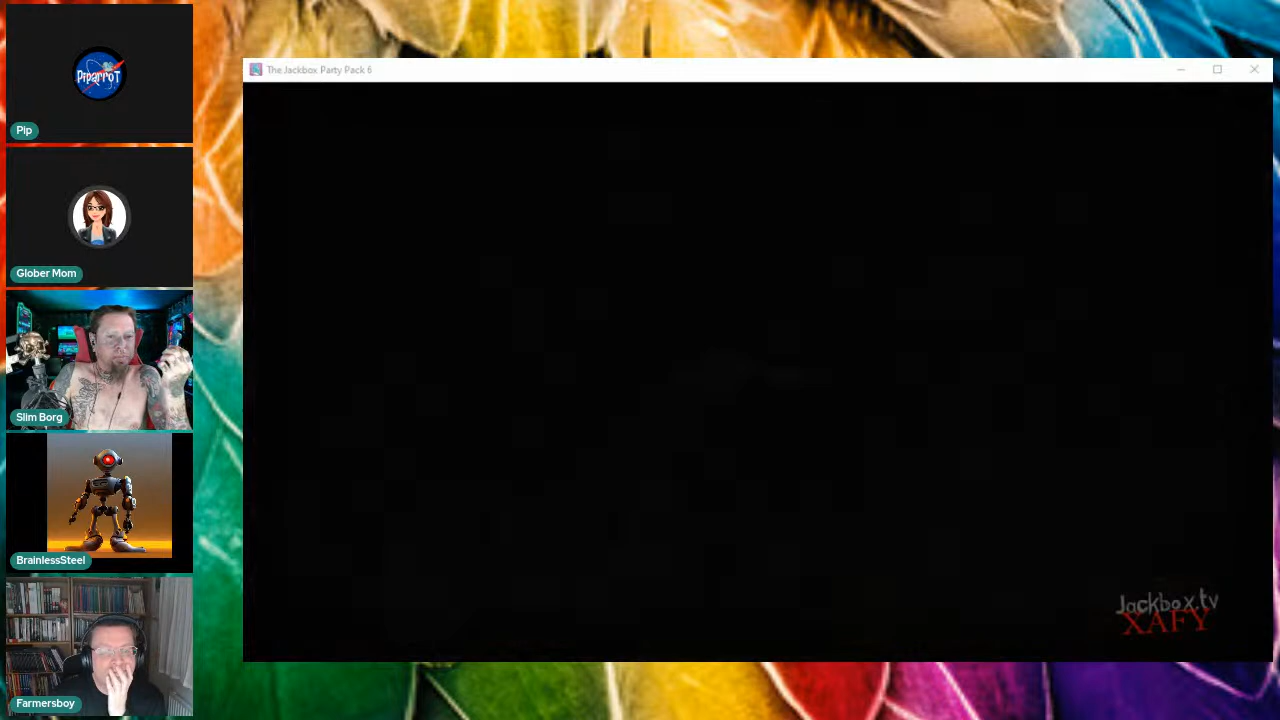 PiparroT
Pip
Glober Mom
Slim Borg
BrainlessSteel
Farmersboy
The Jackbox Party Pack 6
Jackbox.tv
XAFY